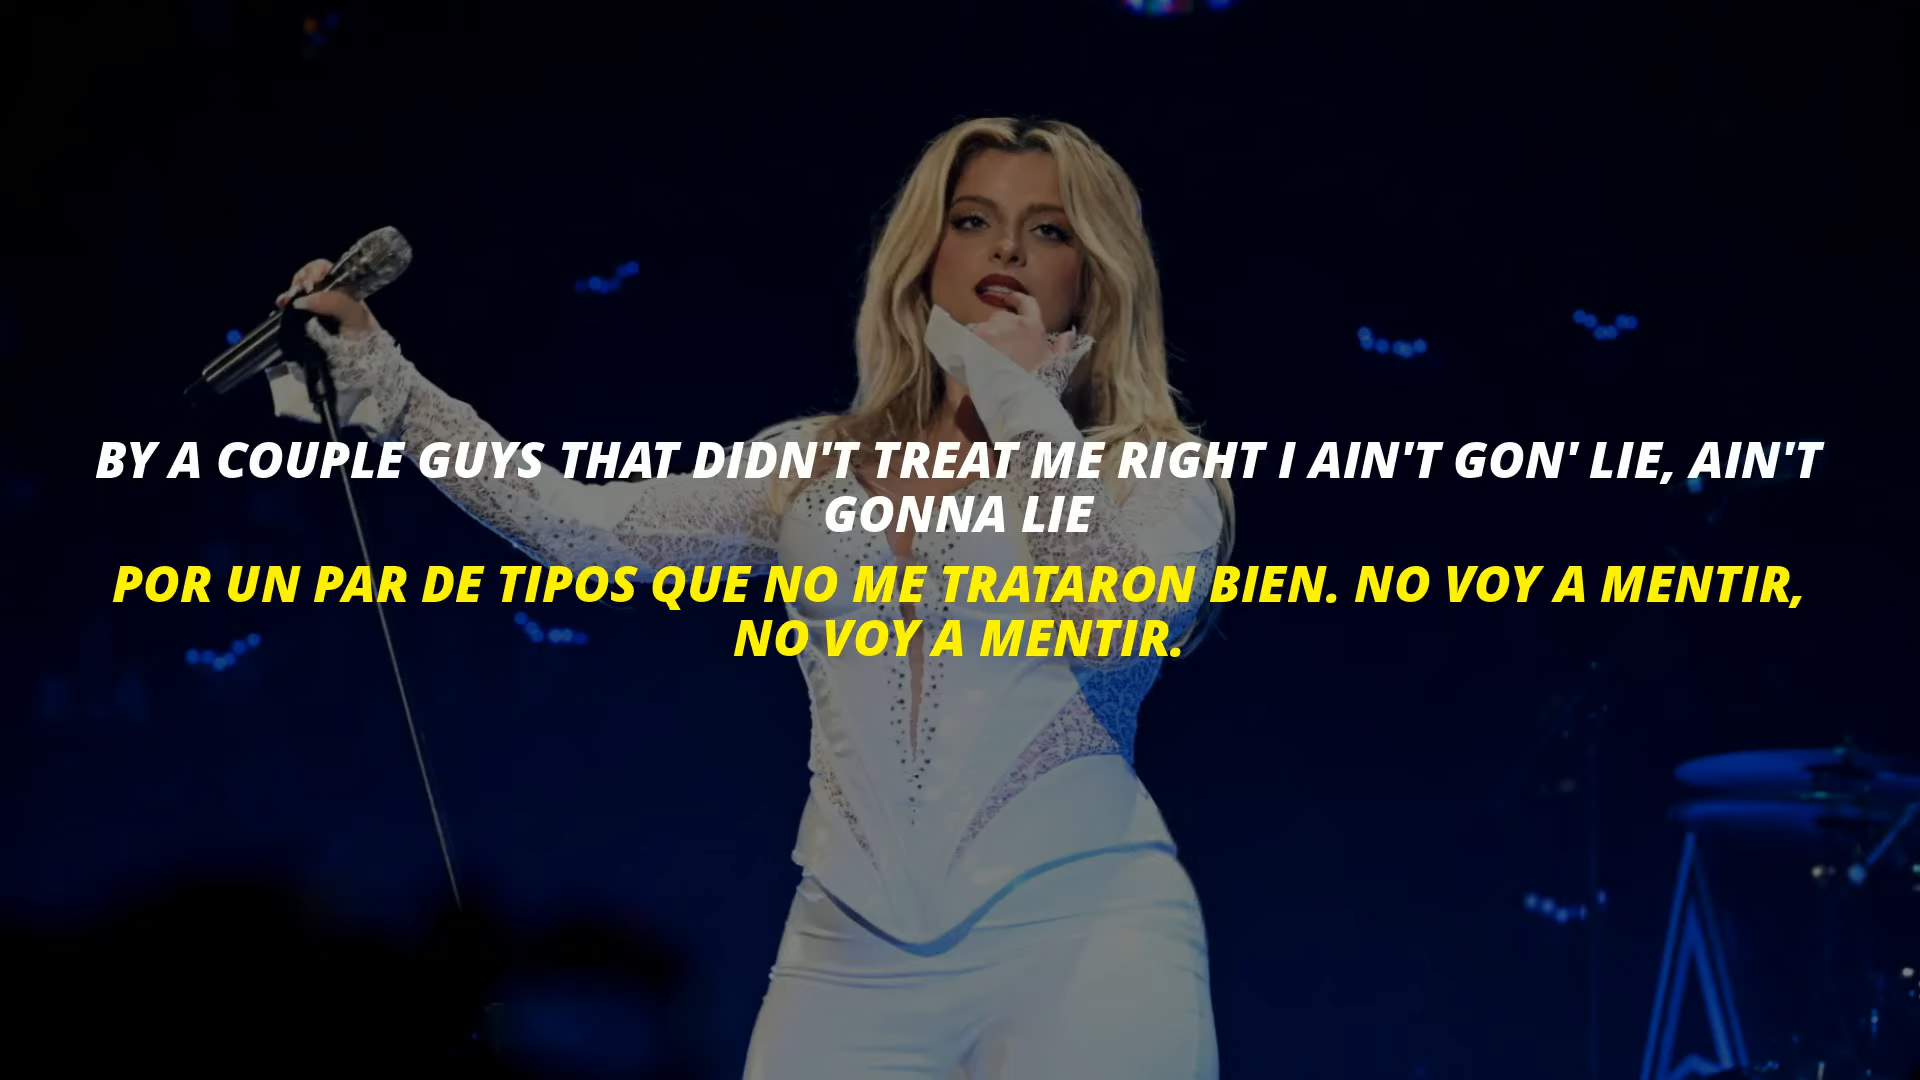 BY A COUPLE GUYS THAT DIDN'T TREAT ME RIGHT I AIN'T GON' LIE, AIN'T
GONNA LIE
POR UN PAR DE TIPOS QUE NO ME TRATARON BIEN. NO VOY A MENTIR,
NO VOY A MENTIR.